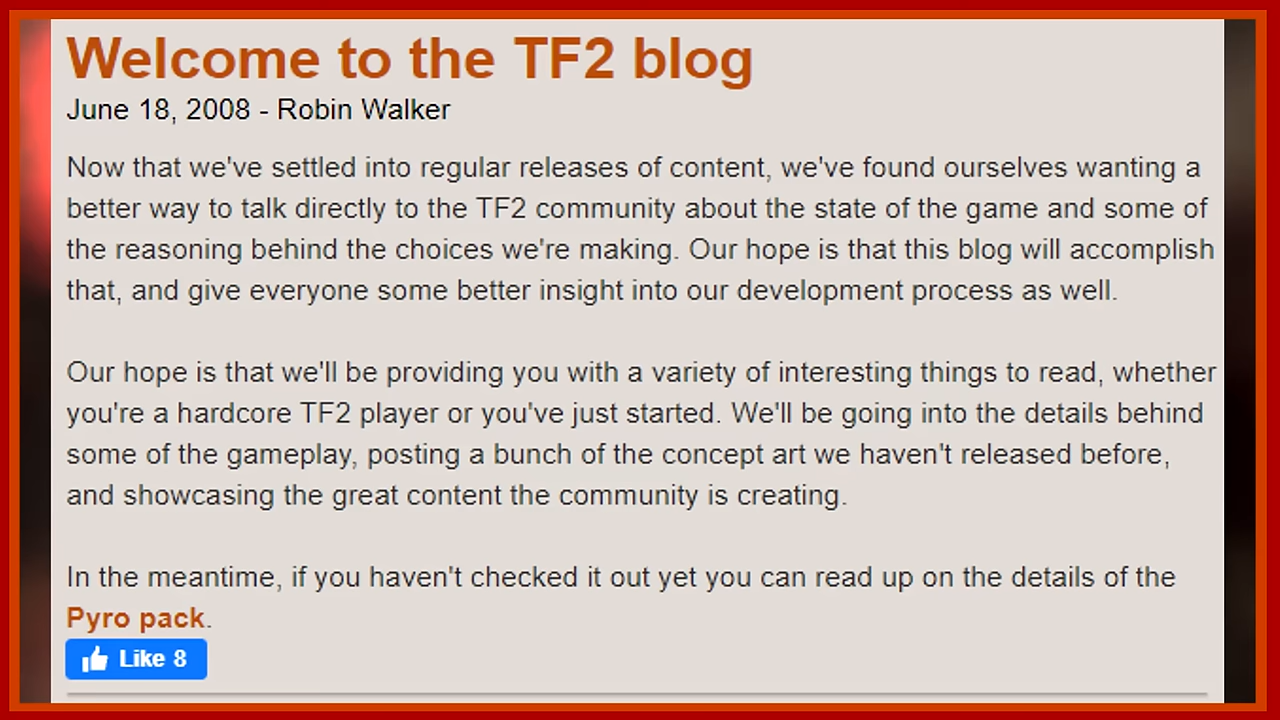 Welcome to the TF2 blog
June 18, 2008 - Robin Walker
Now that we've settled into regular releases of content, we've found ourselves wanting a
better way to talk directly to the TF2 community about the state of the game and some of
the reasoning behind the choices we're making. Our hope is that this blog will accomplish
that, and give everyone some better insight into our development process as well.
Our hope is that we'll be providing you with a variety of interesting things to read, whether
you're a hardcore TF2 player or you've just started. We'll be going into the details behind
some of the gameplay, posting a bunch of the concept art we haven't released before,
and showcasing the great content the community is creating.
In the meantime, if you haven't checked it out yet you can read up on the details of the
Pyro pack.
Like 8